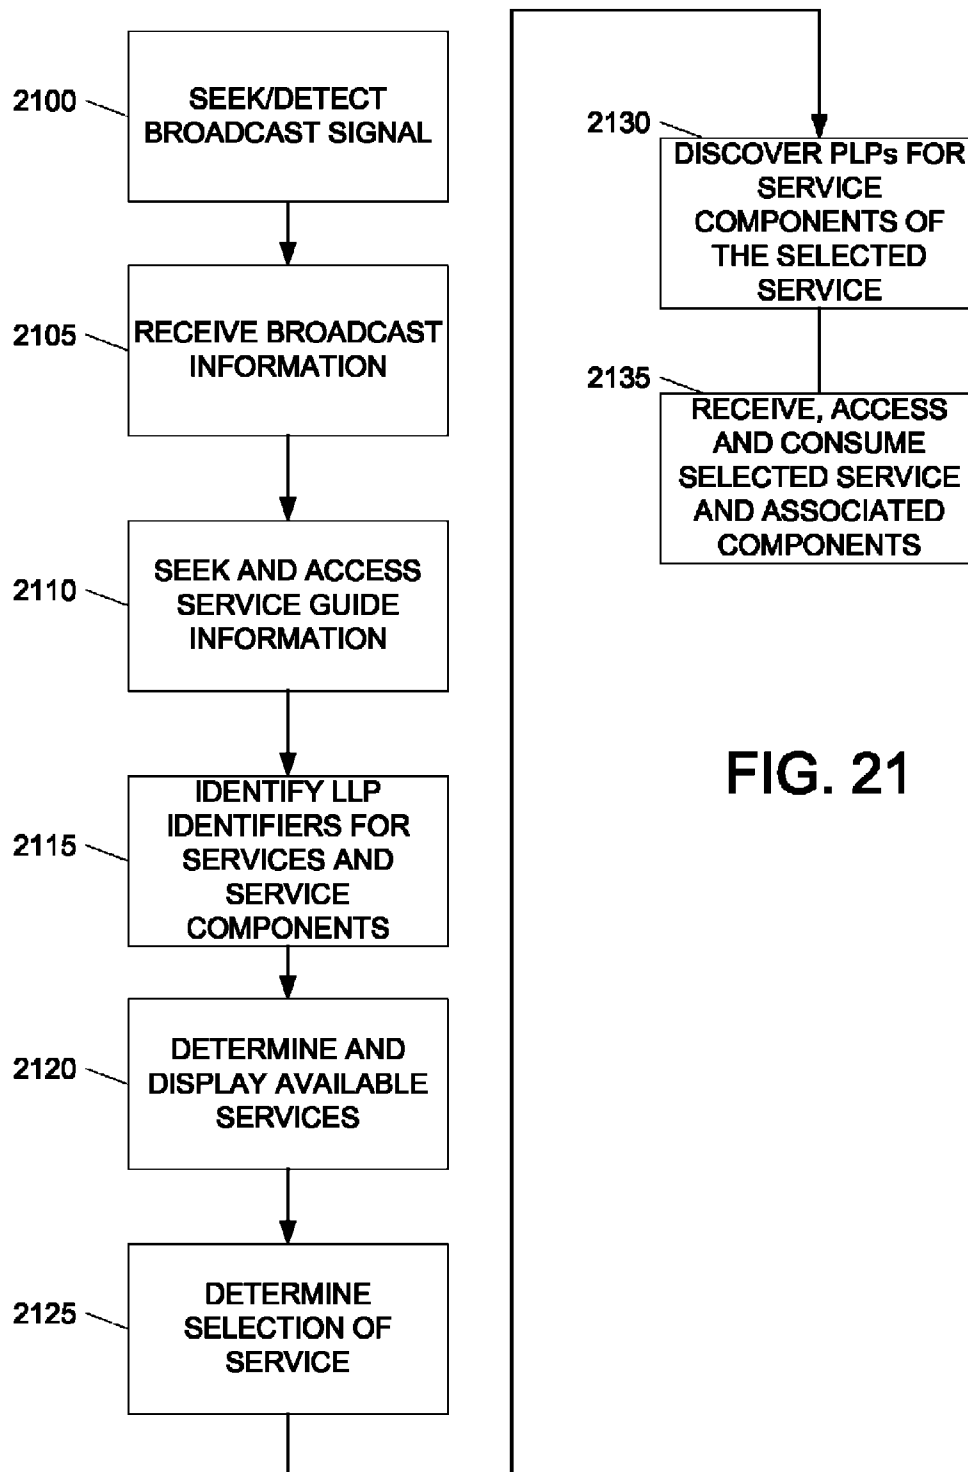 2100
SEEK/DETECT
BROADCAST SIGNAL
2105
RECEIVE BROADCAST
INFORMATION
2110
SEEK AND ACCESS
SERVICE GUIDE
INFORMATION
2115
IDENTIFY LLP
IDENTIFIERS FOR
SERVICES AND
SERVICE
COMPONENTS
2120
DETERMINE AND
DISPLAY AVAILABLE
SERVICES
2125
DETERMINE
SELECTION OF
SERVICE
2130
DISCOVER PLPs FOR
SERVICE
COMPONENTS OF
THE SELECTED
SERVICE
2135
RECEIVE, ACCESS
AND CONSUME
SELECTED SERVICE
AND ASSOCIATED
COMPONENTS
FIG. 21